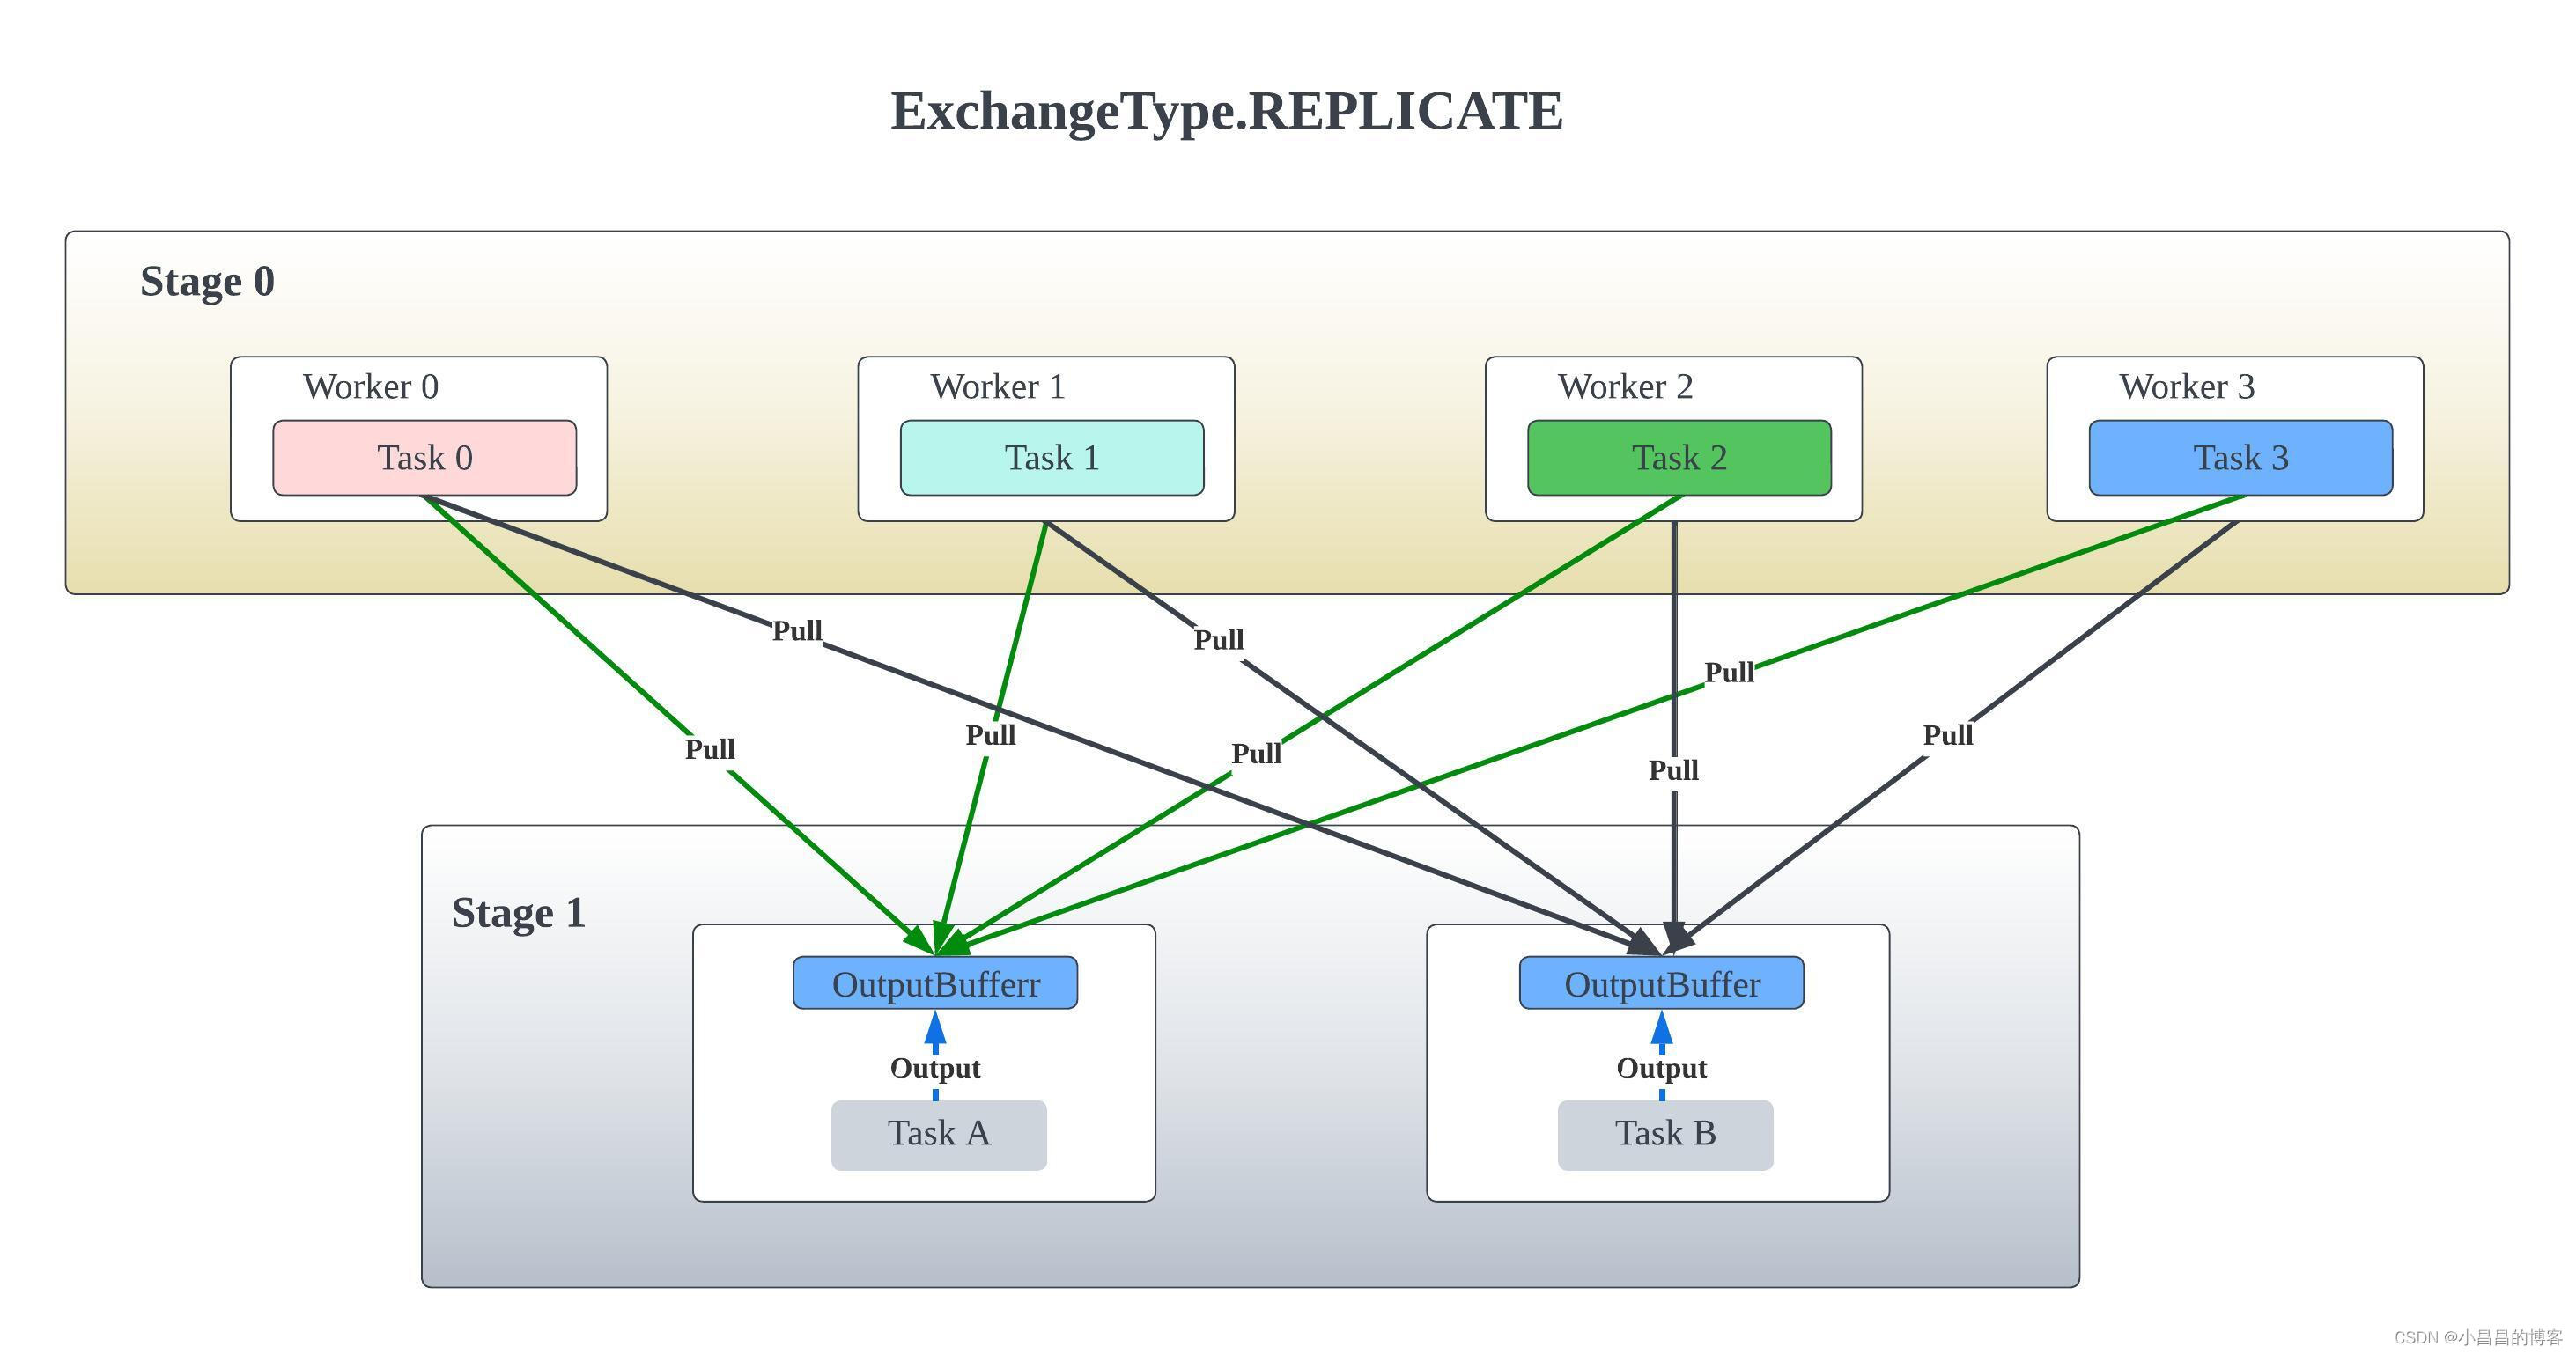 ExchangeType.REPLICATE
Stage 0
Worker 0
Worker 1
Worker 2
Worker 3
Task 0
Task 1
Task 2
Task 3
Pull
Pull
Pull
Pull
Pull
Pull
Pull
Pull
Stage 1
OutputBufferr
OutputBuffer
Output
Output
Task A
Task B
CSDN @小昌昌的博客